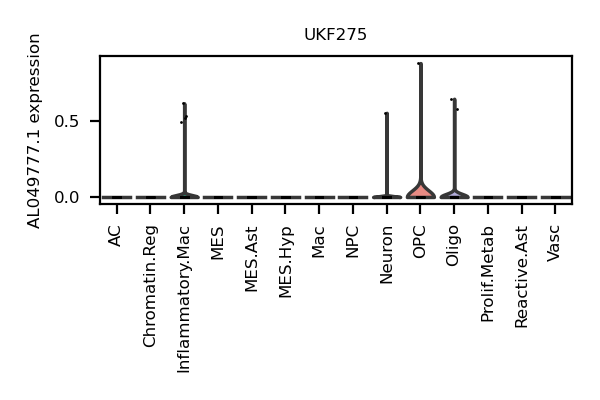 UKF275
AL049777.1 expression
0.5
0.0
AC
Chromatin.Reg
Inflammatory.Mac
MES
MES.Ast
MES.Hyp
Mac
NPC
Neuron
OPC
Oligo
Prolif.Metab
Reactive.Ast
Vasc